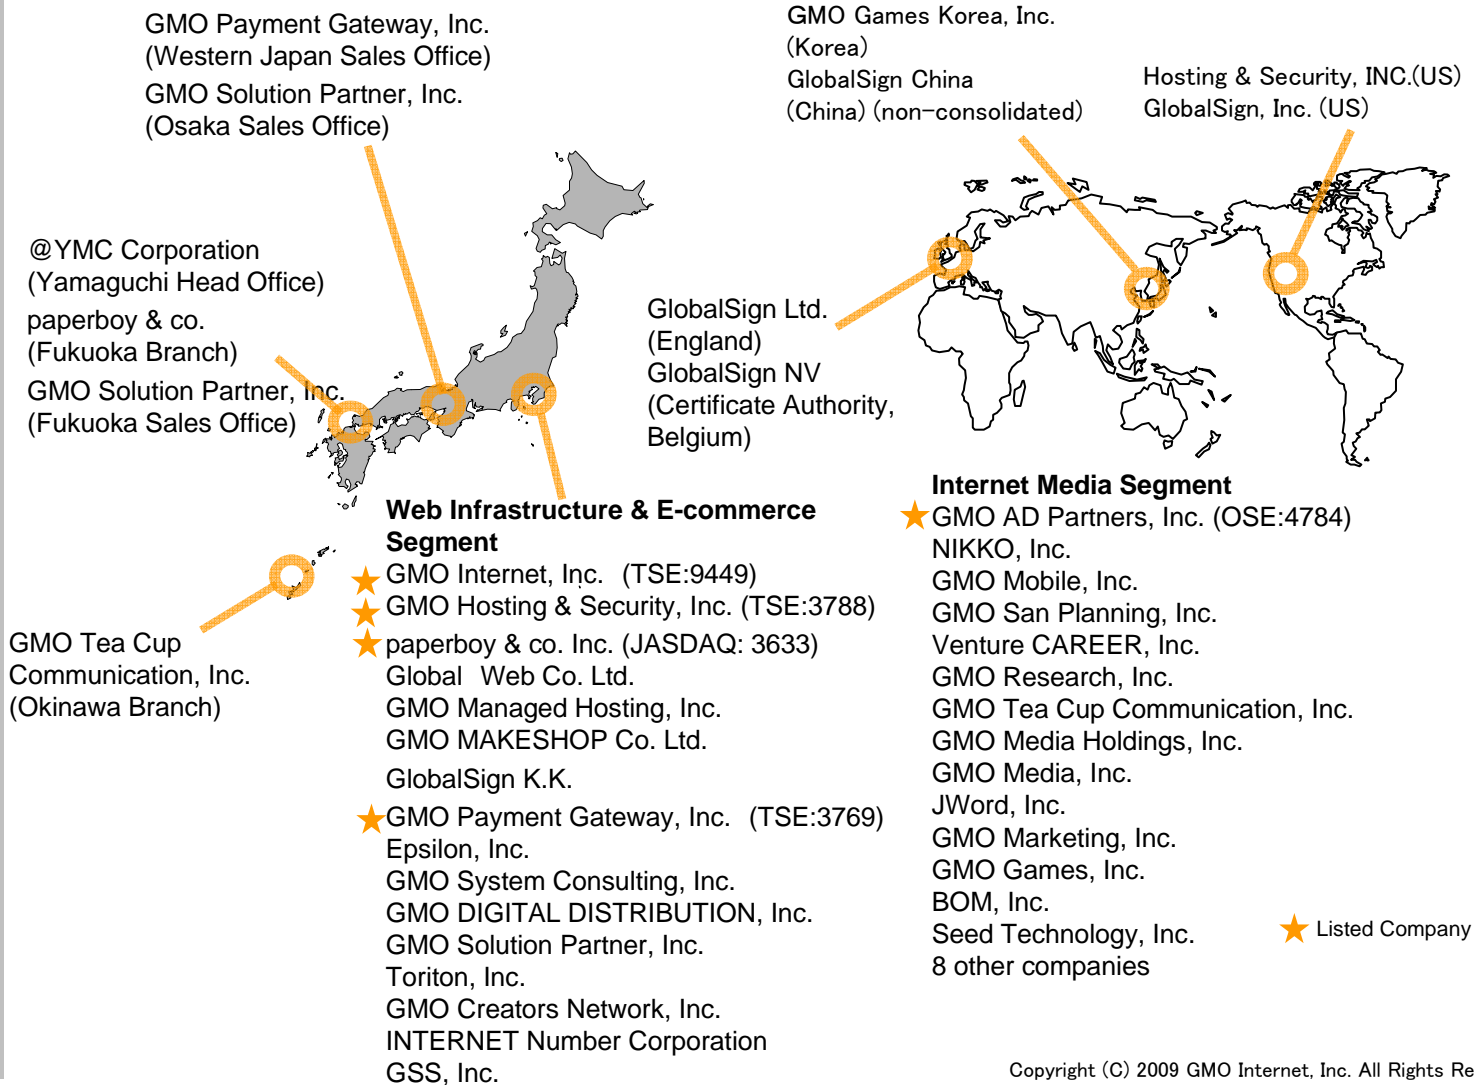 GMO Payment Gateway, Inc.
(Western Japan Sales Office)
GMO Solution Partner, Inc.
(Osaka Sales Office)
@YMC Corporation
(Yamaguchi Head Office)
paperboy & co.
(Fukuoka Branch)
GMO Solution Partner, Inc.
(Fukuoka Sales Office)
GMO Tea Cup
Communication, Inc.
(Okinawa Branch)
GMO Games Korea, Inc.
(Korea)
GlobalSign China
(China) (non-consolidated)
Hosting & Security, INC.(US)
GlobalSign, Inc. (US)
GlobalSign Ltd.
(England)
GlobalSign NV
(Certificate Authority,
Belgium)
Web Infrastructure & E-commerce
Segment
GMO Internet, Inc. (TSE:9449)
GMO Hosting & Security, Inc. (TSE:3788)
paperboy & co. Inc. (JASDAQ: 3633)
Global Web Co. Ltd.
GMO Managed Hosting, Inc.
GMO MAKESHOP Co. Ltd.
GlobalSign K.K.
GMO Payment Gateway, Inc. (TSE:3769)
Epsilon, Inc.
GMO System Consulting, Inc.
GMO DIGITAL DISTRIBUTION, Inc.
GMO Solution Partner, Inc.
Toriton, Inc.
GMO Creators Network, Inc.
INTERNET Number Corporation
GSS, Inc.
Internet Media Segment
GMO AD Partners, Inc. (OSE:4784)
NIKKO, Inc.
GMO Mobile, Inc.
GMO San Planning, Inc.
Venture CAREER, Inc.
GMO Research, Inc.
GMO Tea Cup Communication, Inc.
GMO Media Holdings, Inc.
GMO Media, Inc.
JWord, Inc.
GMO Marketing, Inc.
GMO Games, Inc.
BOM, Inc.
Seed Technology, Inc.
8 other companies
Listed Company
Copyright (C) 2009 GMO Internet, Inc. All Rights Re